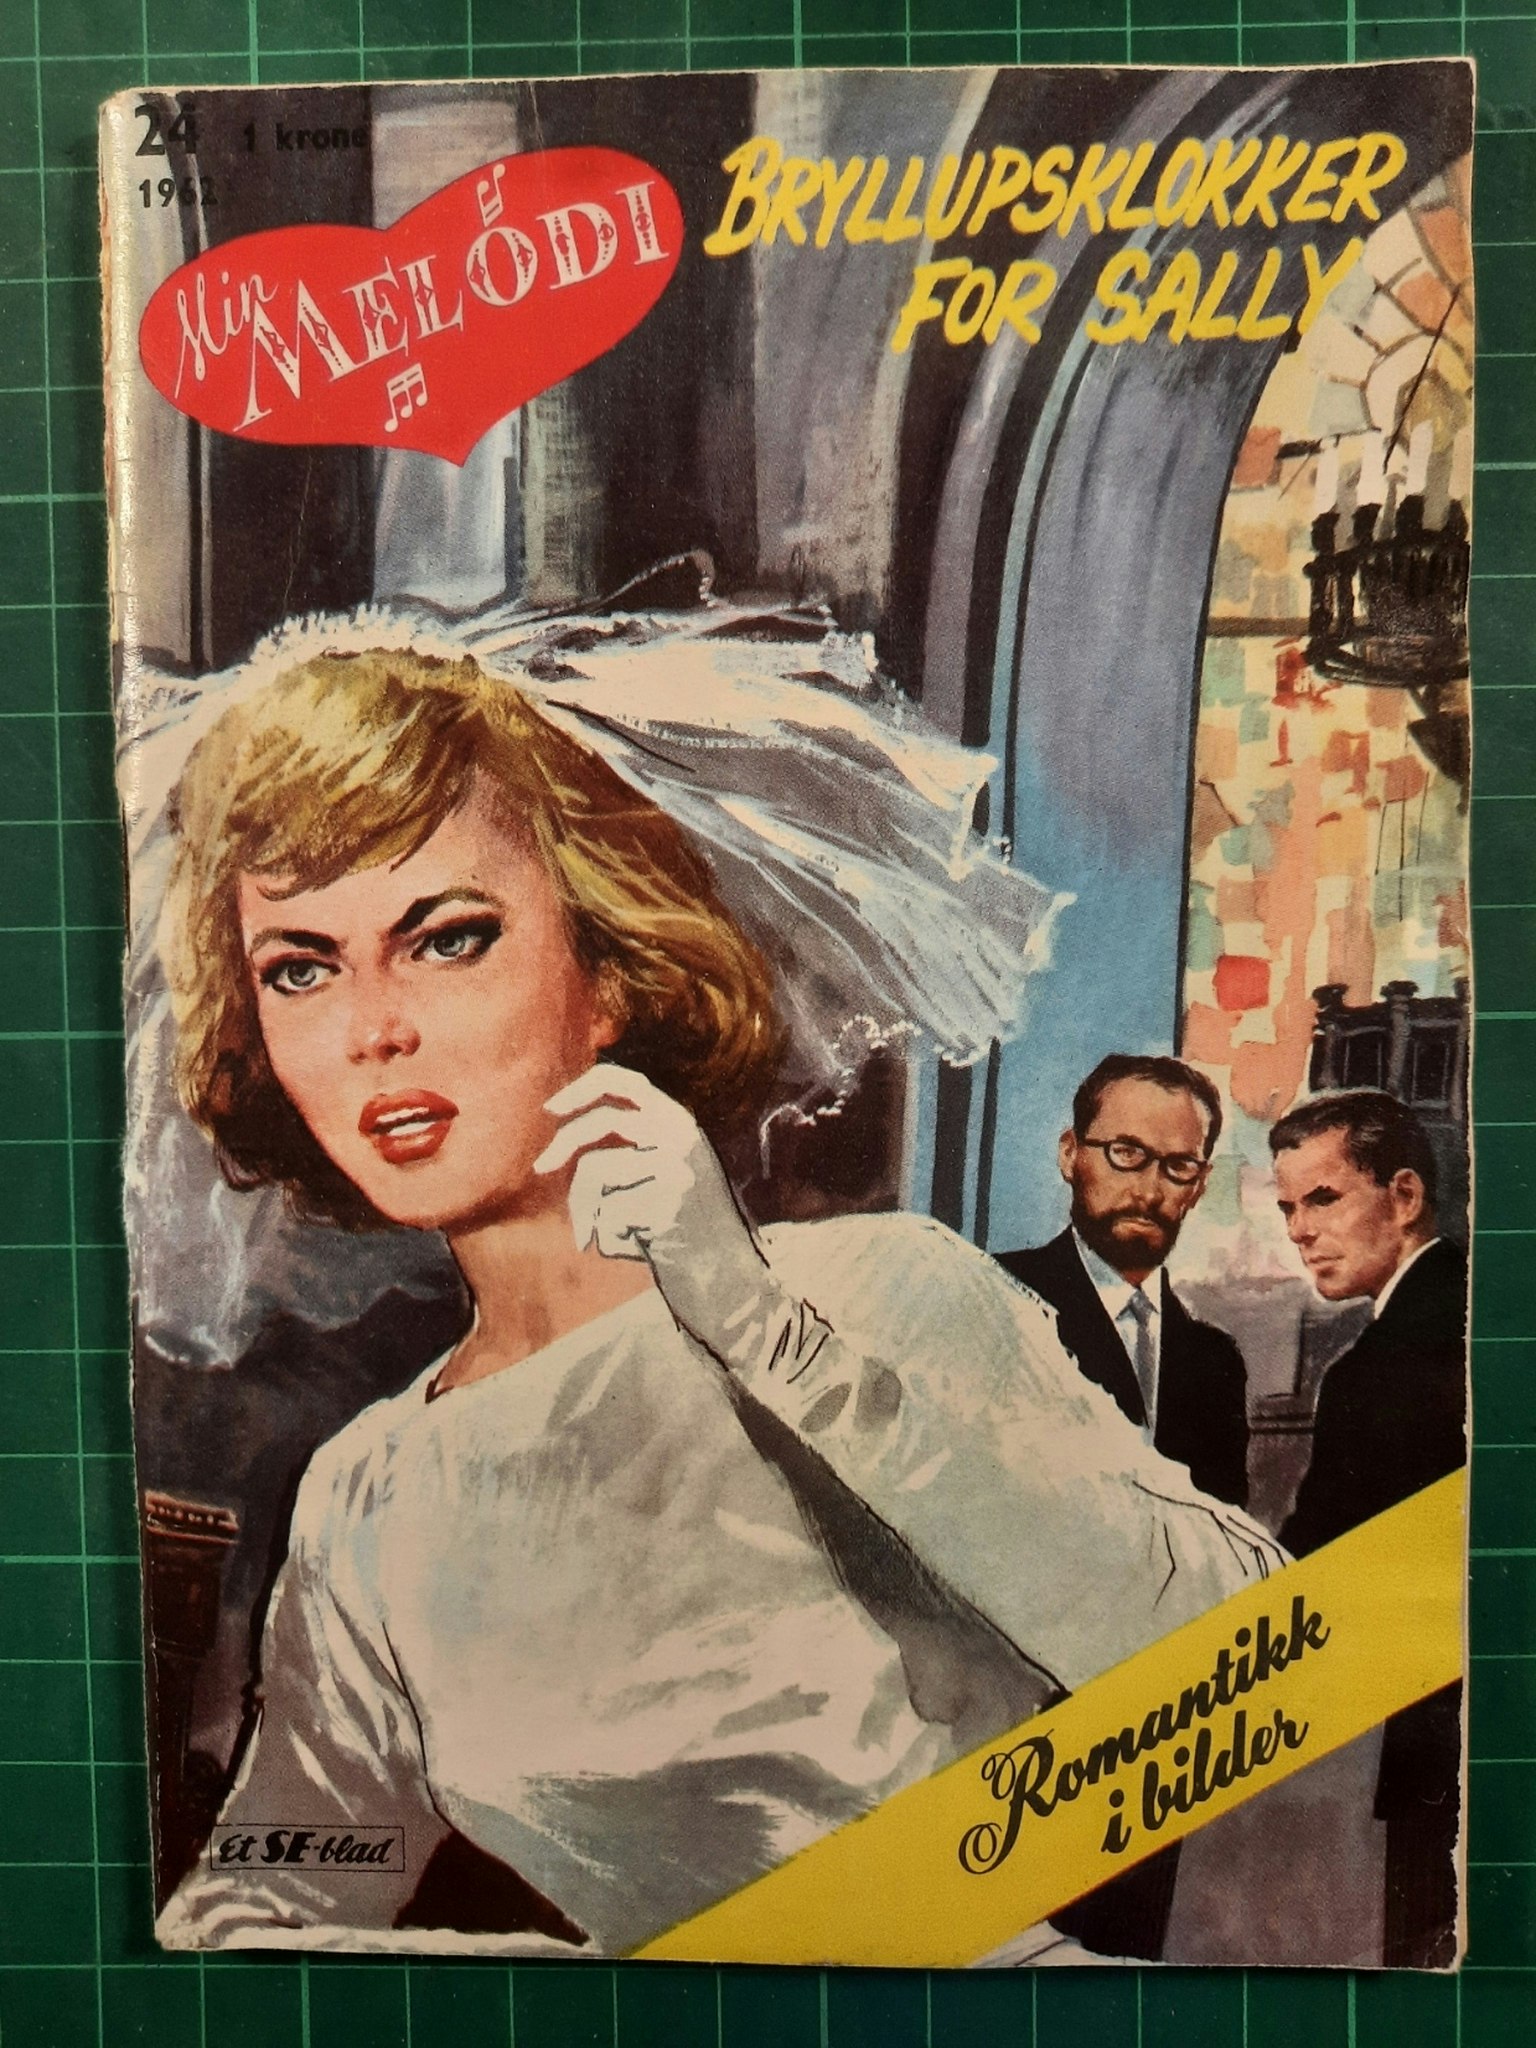 24 1 krone
1962
Min
MELODI
BRYLLUPSKLOKKER
FOR SALLY
Romantikk
i bilder
Et SE-blad